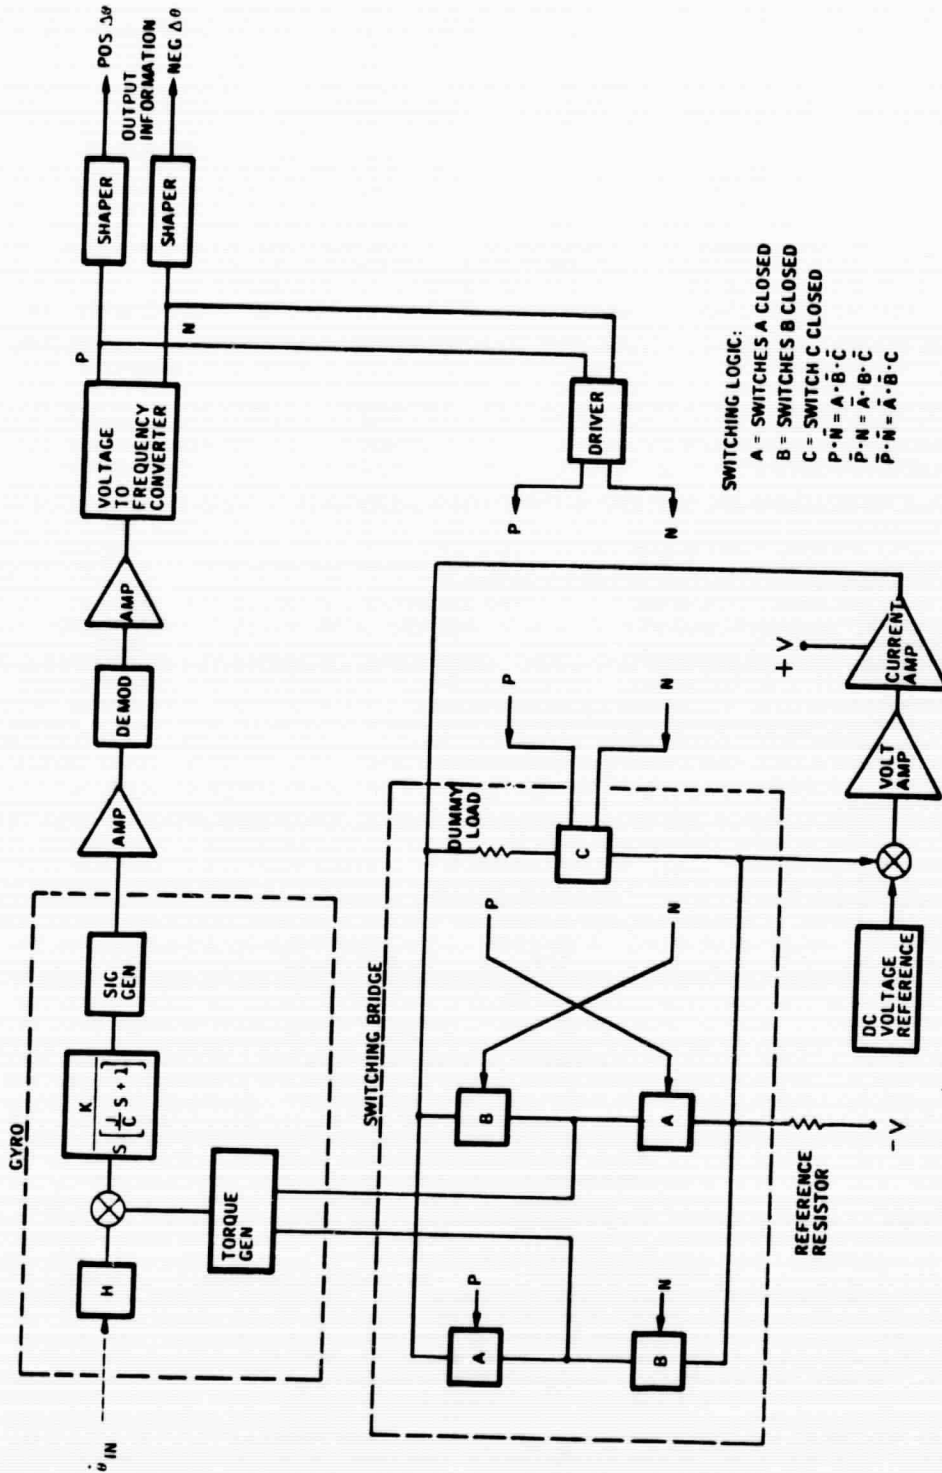 GYRO
θ̇ IN
H
K
S [ J/C S + 1 ]
SIG
GEN
TORQUE
GEN
AMP
DEMOD
AMP
VOLTAGE
TO
FREQUENCY
CONVERTER
P
N
SHAPER
SHAPER
POS Δθ
OUTPUT
INFORMATION
NEG Δθ
DRIVER
P
N
SWITCHING BRIDGE
A
P
B
N
B
A
P
N
DUMMY
LOAD
C
P
N
REFERENCE
RESISTOR
-V
DC
VOLTAGE
REFERENCE
VOLT
AMP
CURRENT
AMP
+V
SWITCHING LOGIC:
A = SWITCHES A CLOSED
B = SWITCHES B CLOSED
C = SWITCH C CLOSED
P·N̄ = A·B̄·C̄
P̄·N = Ā·B·C̄
P̄·N̄ = Ā·B̄·C